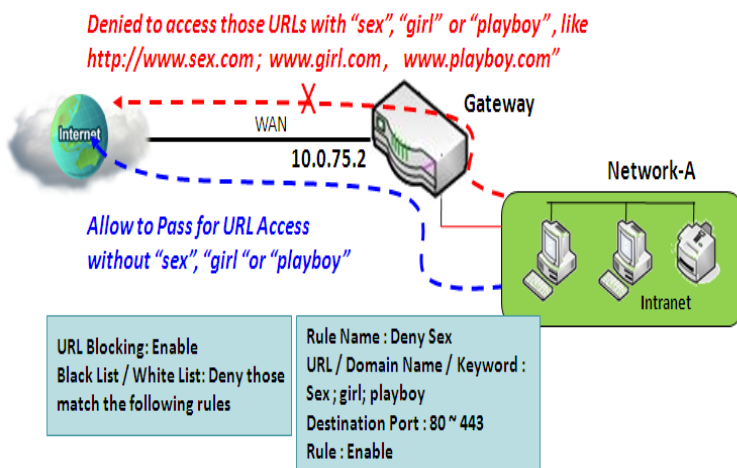 Denied to access those URLs with “sex”, “girl” or “playboy”, like
http://www.sex.com; www.girl.com, www.playboy.com”
Gateway
Internet
WAN
10.0.75.2
Network-A
Allow to Pass for URL Access
without “sex”, “girl “or “playboy”
Intranet
URL Blocking: Enable
Black List / White List: Deny those
match the following rules
Rule Name : Deny Sex
URL / Domain Name / Keyword :
Sex ; girl; playboy
Destination Port : 80 ~ 443
Rule : Enable